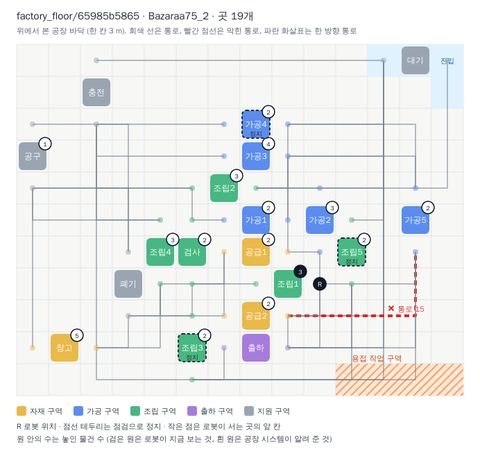 factory_floor/65985b5865 · Bazaraa75_2 · 곳 19개
위에서 본 공장 바닥 (한 칸 3 m). 회색 선은 통로, 빨간 점선은 막힌 통로, 파란 화살표는 한 방향 통로
대기
진입
충전
2
가공4
정지
1
공구
4
가공3
3
조립2
2
가공1
3
가공2
2
가공5
3
조립4
2
검사
2
공급1
2
조립5
정지
폐기
3
조립1
R
2
공급2
✕ 통로 15
5
창고
2
조립3
정지
출하
용접 작업 구역
자재 구역
가공 구역
조립 구역
출하 구역
지원 구역
R 로봇 위치 · 점선 테두리는 점검으로 정지 · 작은 점은 로봇이 서는 곳의 앞 칸
원 안의 수는 놓인 물건 수 (검은 원은 로봇이 지금 보는 것, 흰 원은 공장 시스템이 알려 준 것)